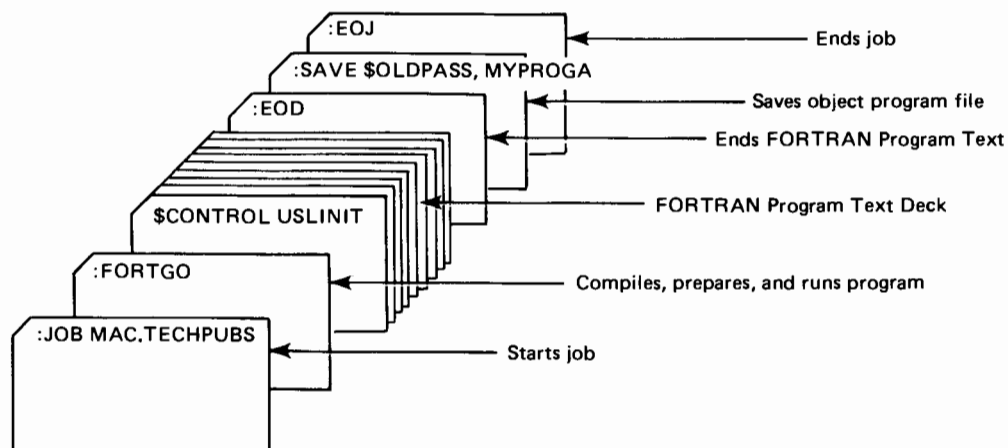 :EOJ
Ends job
:SAVE $OLDPASS, MYPROGA
Saves object program file
:EOD
Ends FORTRAN Program Text
$CONTROL USLINIT
FORTRAN Program Text Deck
:FORTGO
Compiles, prepares, and runs program
:JOB MAC.TECHPUBS
Starts job